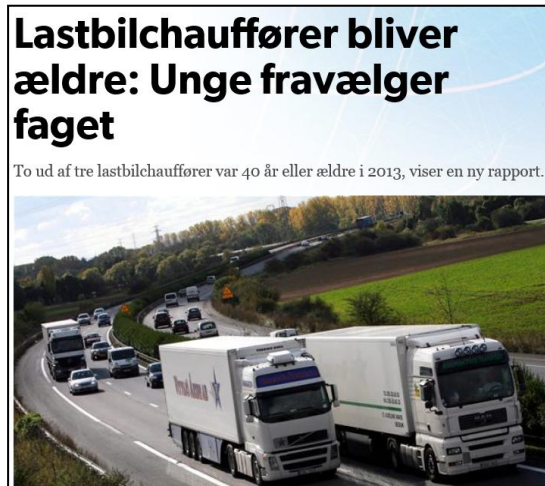 Lastbilchauffører bliver
ældre: Unge fravælger
faget
To ud af tre lastbilchauffører var 40 år eller ældre i 2013, viser en ny rapport.